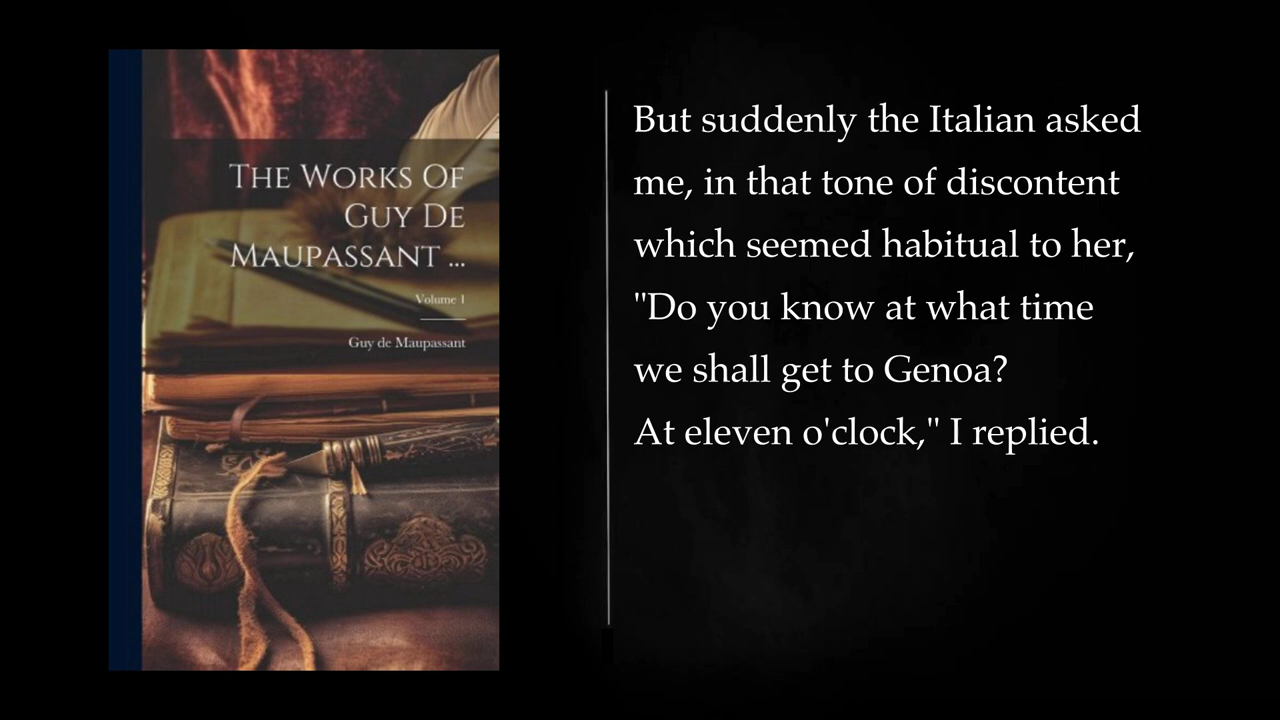 THE WORKS OF
GUY DE
MAUPASSANT ...
Volume 1
Guy de Maupassant
But suddenly the Italian asked
me, in that tone of discontent
which seemed habitual to her,
"Do you know at what time
we shall get to Genoa?
At eleven o'clock," I replied.